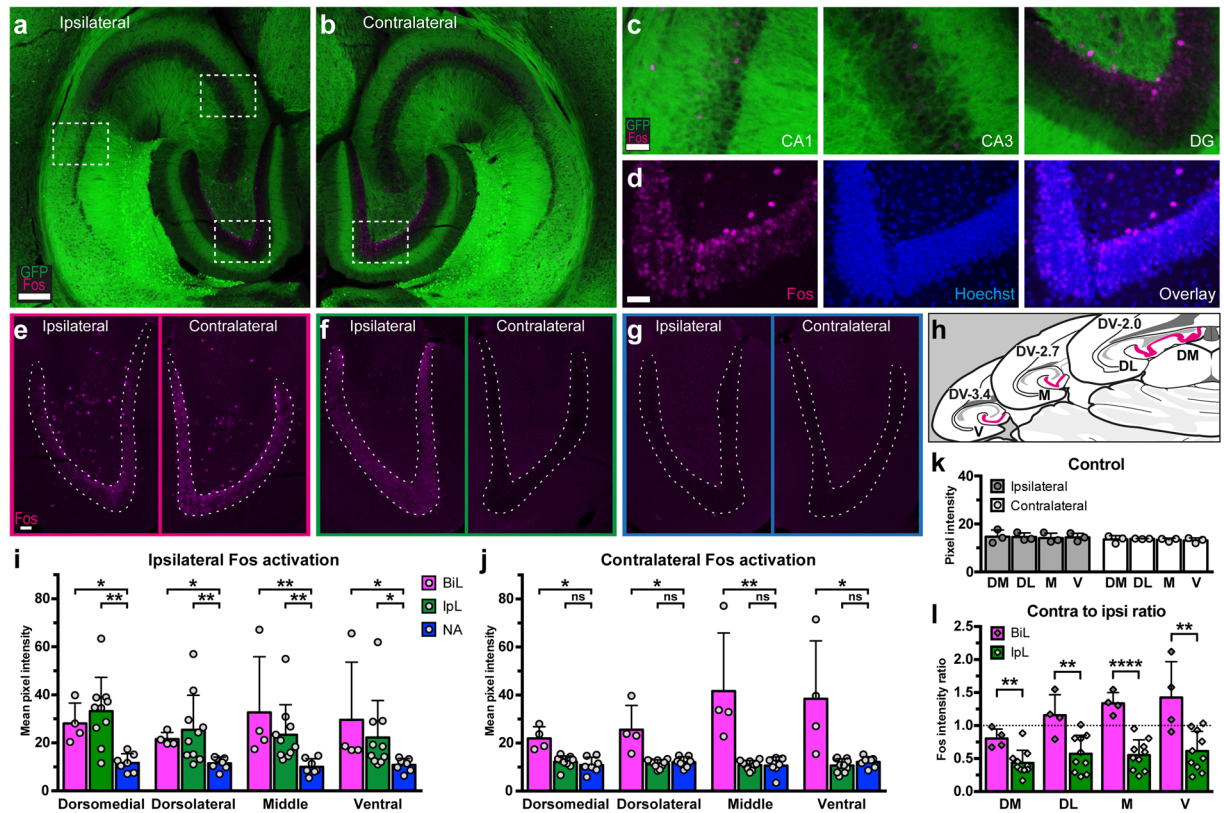 a Ipsilateral
b Contralateral
GFP
Fos
c
GFP
Fos
CA1
CA3
DG
d
Fos
Hoechst
Overlay
e Ipsilateral Contralateral
Fos
f Ipsilateral Contralateral
g Ipsilateral Contralateral
h
DV-2.0
DV-2.7
DV-3.4
DL
DM
M
V
i Ipsilateral Fos activation
Mean pixel intensity
80
60
40
20
0
* * ** *
** ** ** *
BiL
IpL
NA
Dorsomedial Dorsolateral Middle Ventral
j Contralateral Fos activation
Mean pixel intensity
80
60
40
20
0
* * ** *
ns ns ns ns
Dorsomedial Dorsolateral Middle Ventral
k Control
Pixel intensity
40
20
0
Ipsilateral
Contralateral
DM DL M V DM DL M V
l Contra to ipsi ratio
Fos intensity ratio
2.5
2.0
1.5
1.0
0.5
0.0
BiL
IpL
** ** **** **
DM DL M V